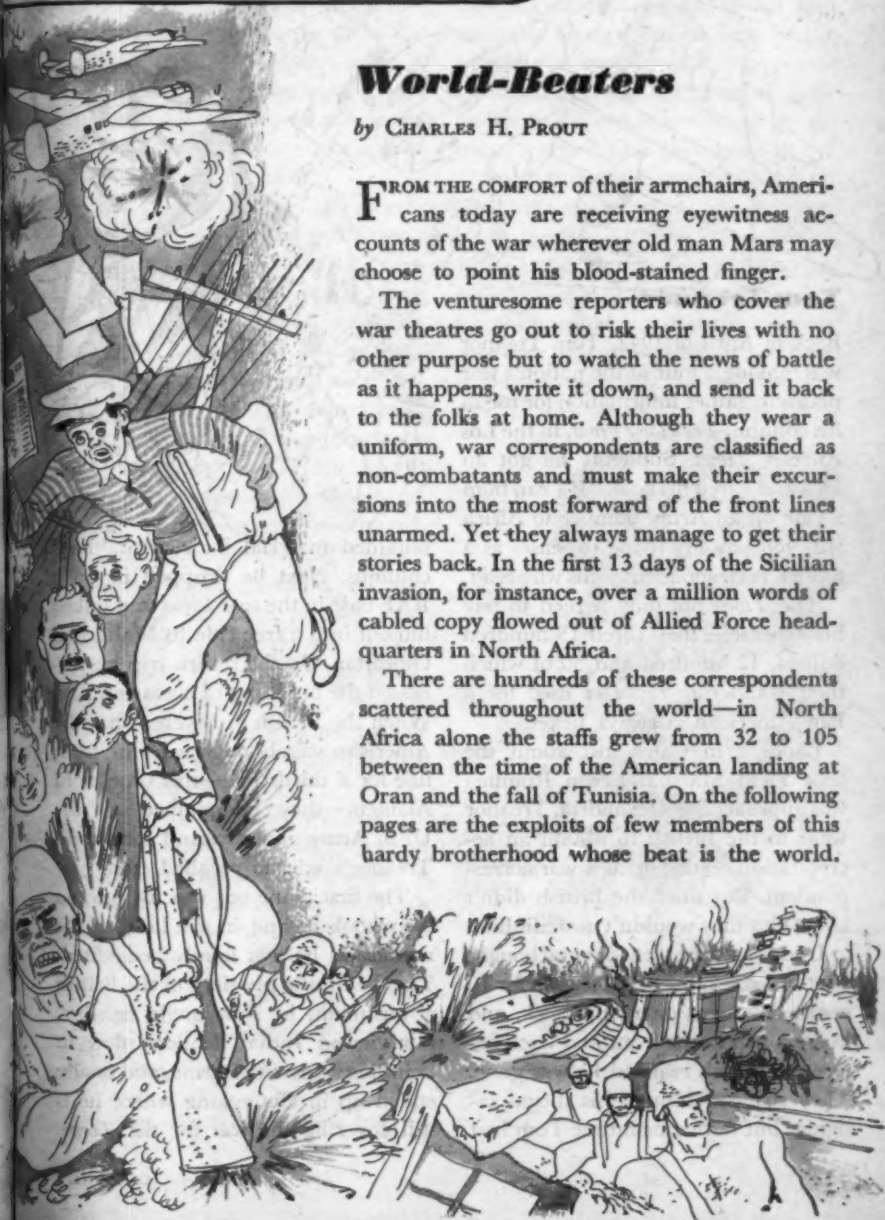 World-Beaters
by CHARLES H. PROUT
FROM THE COMFORT of their armchairs, Ameri-
cans today are receiving eyewitness ac-
counts of the war wherever old man Mars may
choose to point his blood-stained finger.
The venturesome reporters who cover the
war theatres go out to risk their lives with no
other purpose but to watch the news of battle
as it happens, write it down, and send it back
to the folks at home. Although they wear a
uniform, war correspondents are classified as
non-combatants and must make their excur-
sions into the most forward of the front lines
unarmed. Yet they always manage to get their
stories back. In the first 13 days of the Sicilian
invasion, for instance, over a million words of
cabled copy flowed out of Allied Force head-
quarters in North Africa.
There are hundreds of these correspondents
scattered throughout the world—in North
Africa alone the staffs grew from 32 to 105
between the time of the American landing at
Oran and the fall of Tunisia. On the following
pages are the exploits of few members of this
hardy brotherhood whose beat is the world.